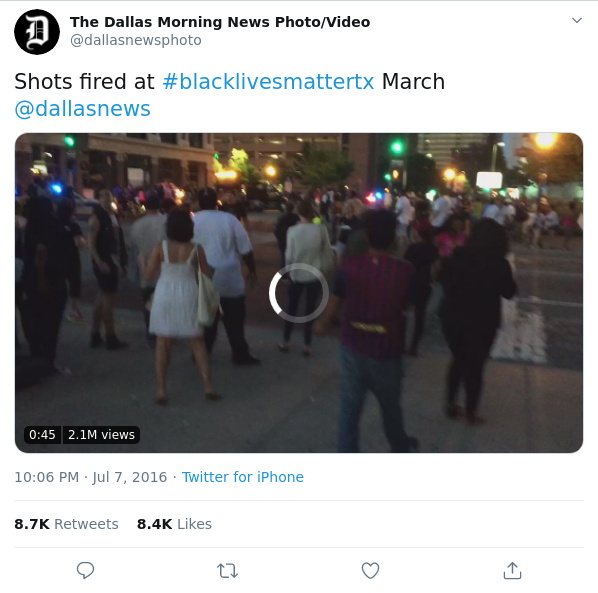 The Dallas Morning News Photo/Video
@dallasnewsphoto
Shots fired at #blacklivesmattertx March
@dallasnews
0:45 2.1M views
10:06 PM · Jul 7, 2016 · Twitter for iPhone
8.7K Retweets 8.4K Likes